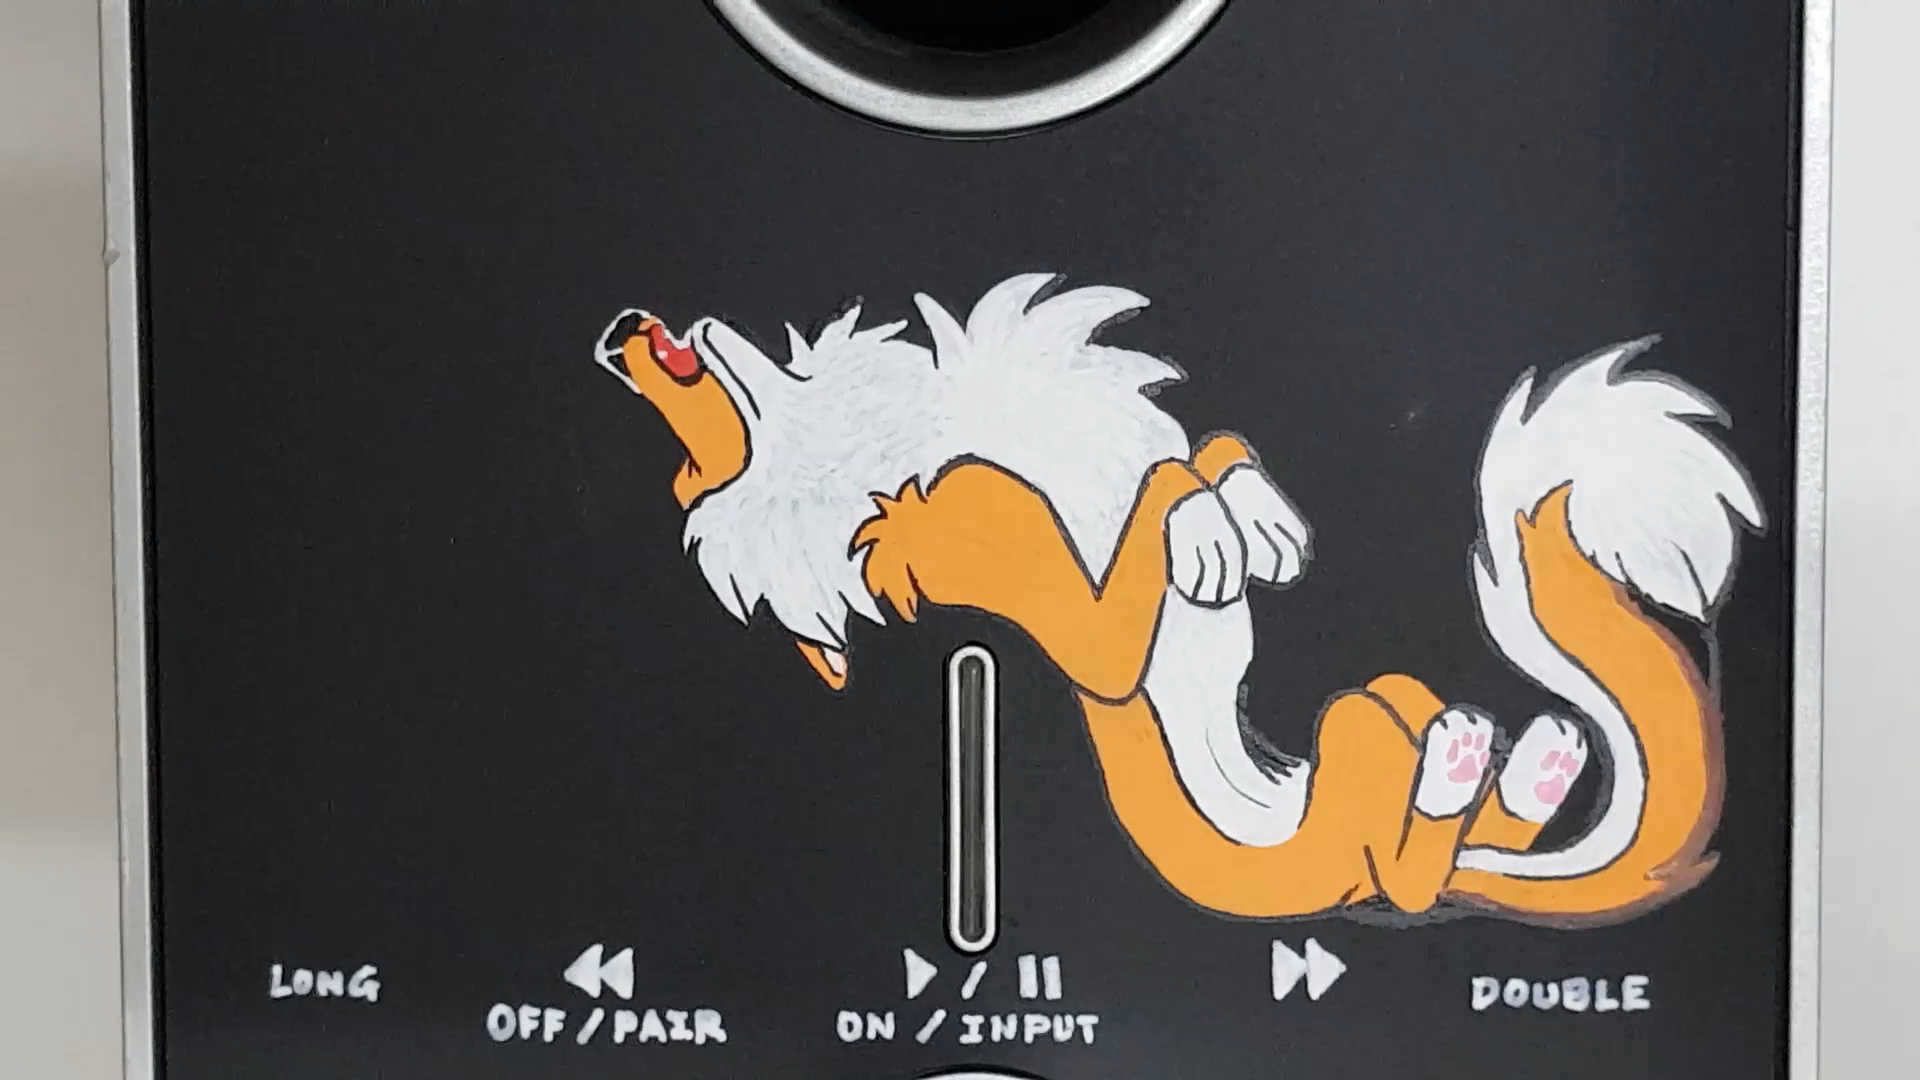 LONG ⏪ ▶/⏸ ⏩ DOUBLE
OFF/PAIR ON/INPUT